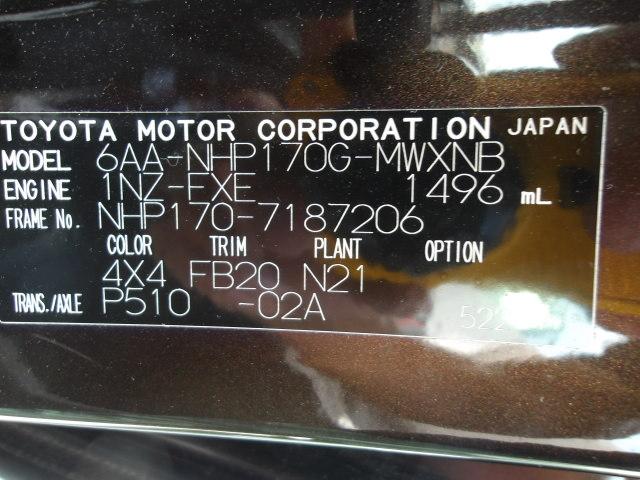 TOYOTA MOTOR CORPORATION JAPAN
MODEL 6AA-NHP170G-MWXNB
ENGINE 1NZ-EXE 1496 mL
FRAME No. NHP170-7187206
COLOR TRIM PLANT OPTION
4X4 FB20 N21
TRANS./AXLE P510 -02A